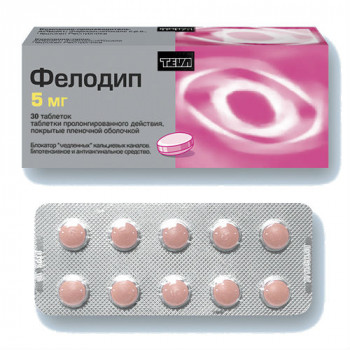 TEVA
Фелодип
5 мг
30 таблеток
таблетки пролонгированного действия,
покрытые пленочной оболочкой
Блокатор "медленных" кальциевых каналов.
Гипотензивное и антиангинальное средство.